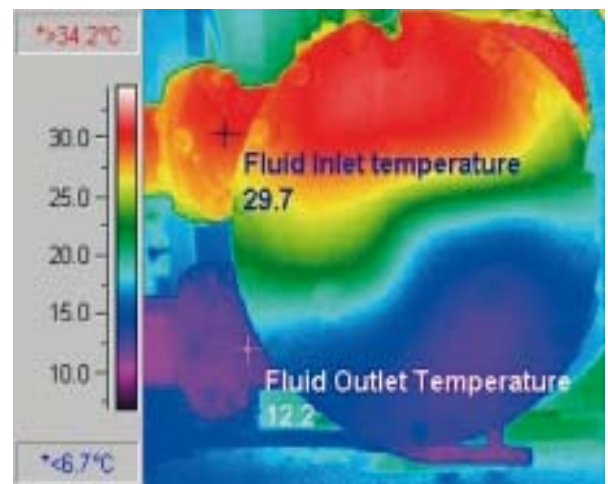 *>34.2°C
30.0
25.0
20.0
15.0
10.0
*<6.7°C
Fluid Inlet temperature
29.7
Fluid Outlet Temperature
12.2